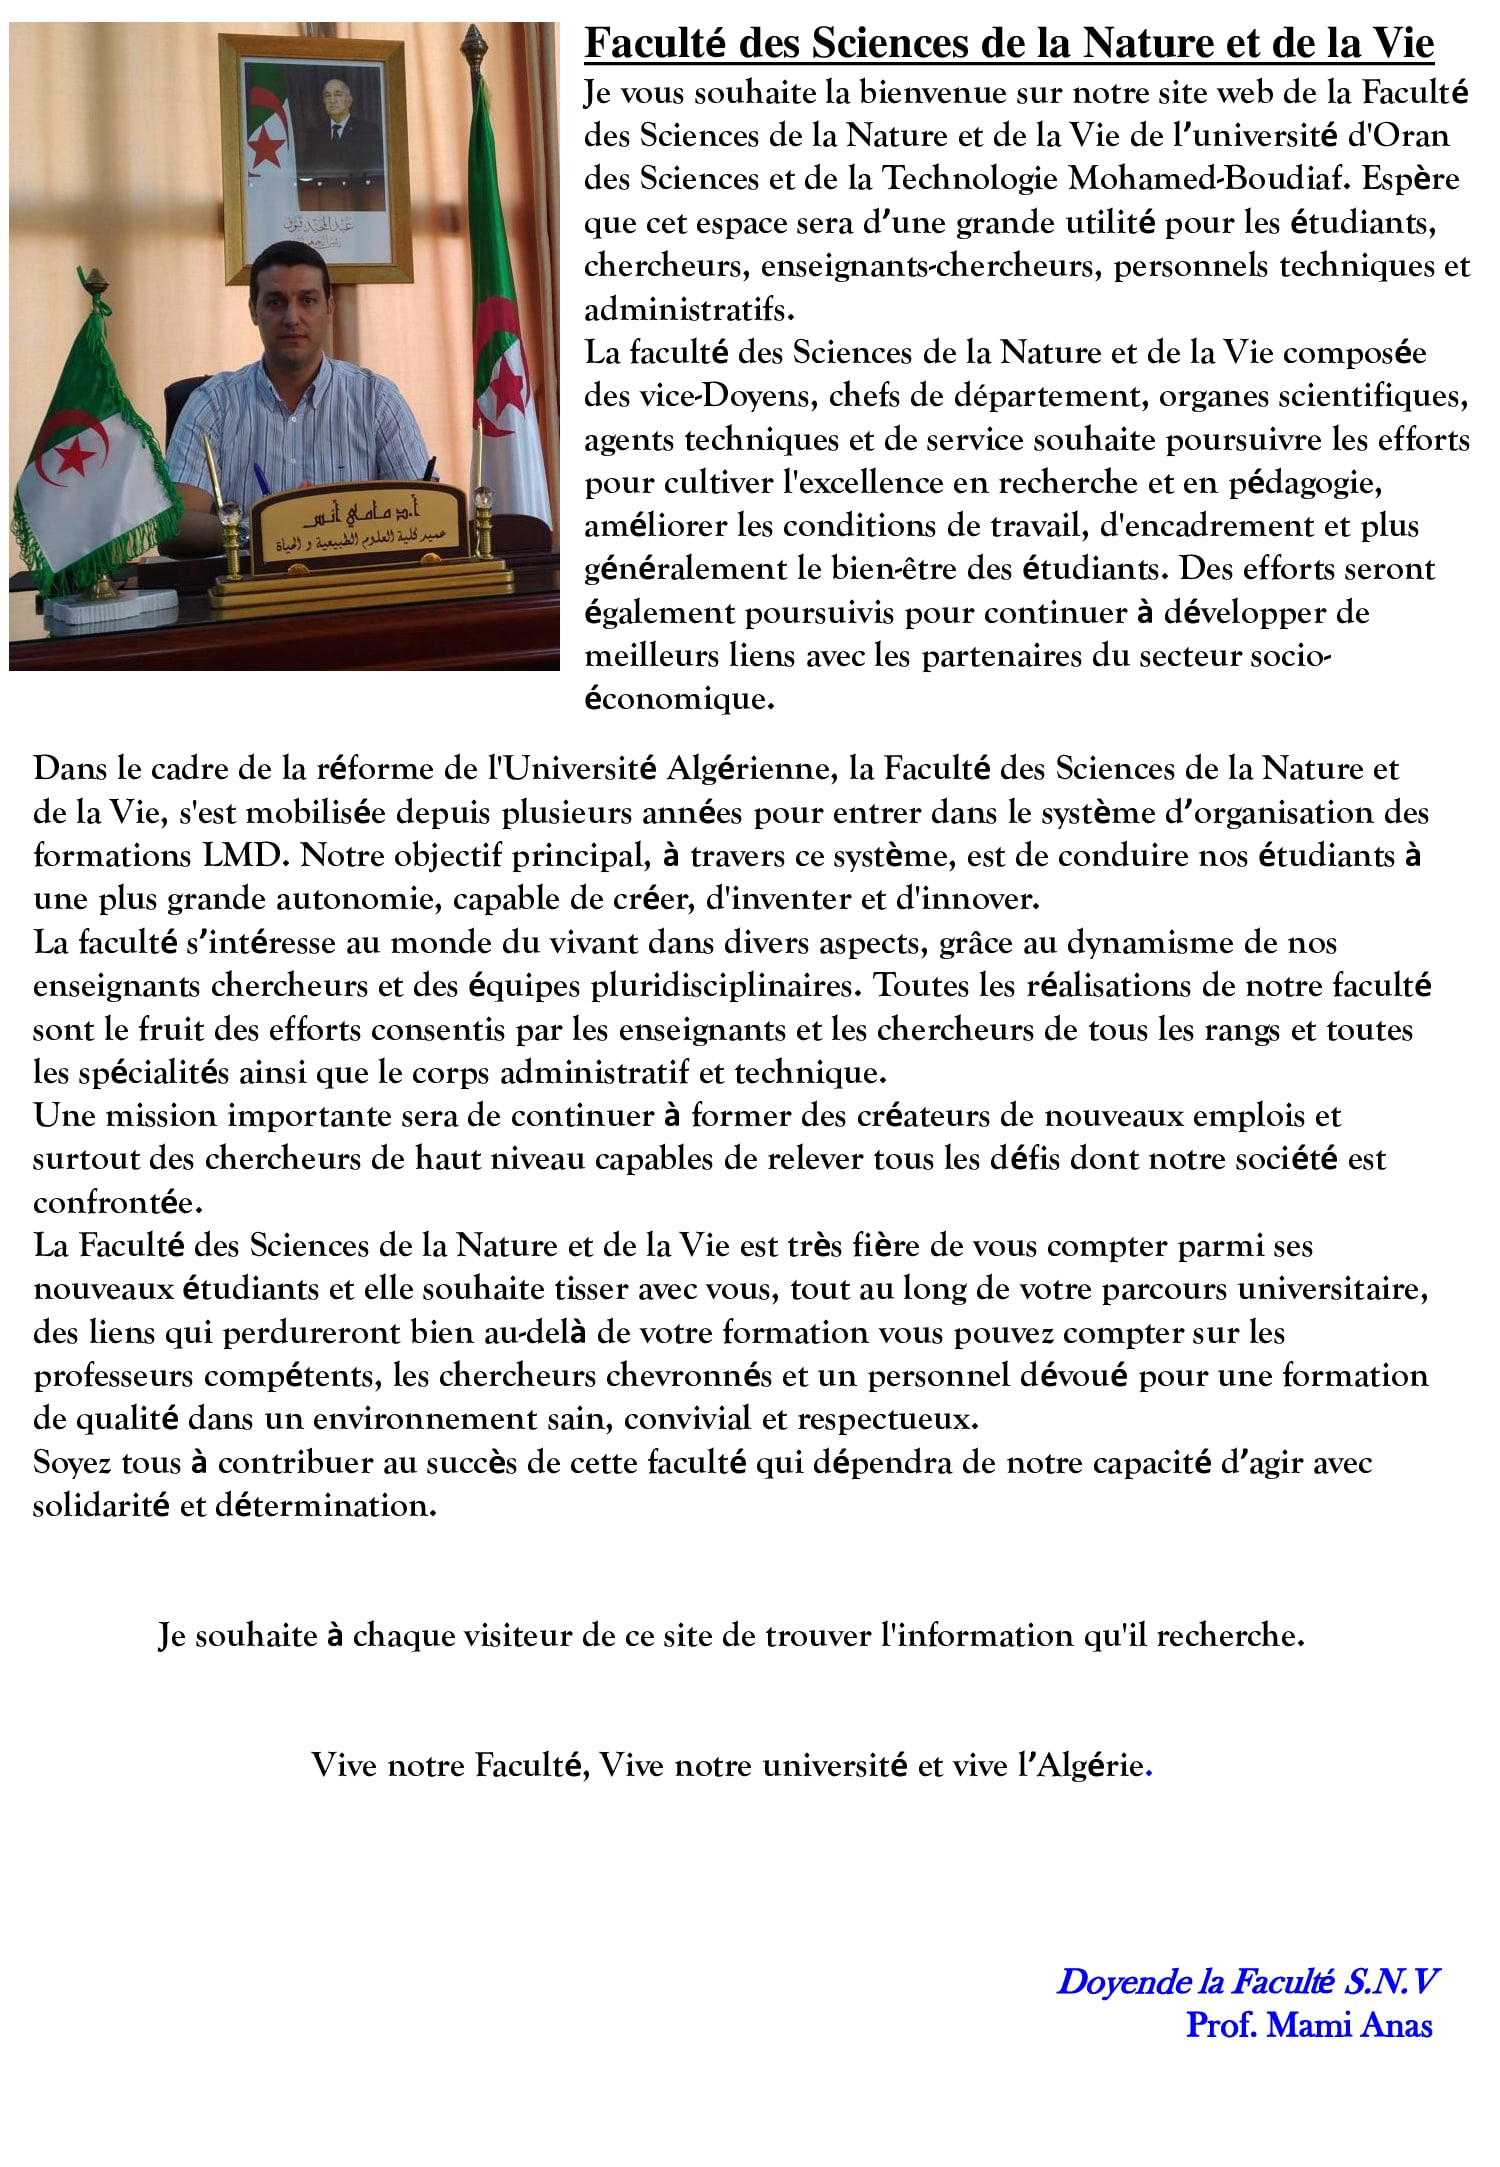 Faculté des Sciences de la Nature et de la Vie
Je vous souhaite la bienvenue sur notre site web de la Faculté
des Sciences de la Nature et de la Vie de l’université d'Oran
des Sciences et de la Technologie Mohamed-Boudiaf. Espère
que cet espace sera d’une grande utilité pour les étudiants,
chercheurs, enseignants-chercheurs, personnels techniques et
administratifs.
La faculté des Sciences de la Nature et de la Vie composée
des vice-Doyens, chefs de département, organes scientifiques,
agents techniques et de service souhaite poursuivre les efforts
pour cultiver l'excellence en recherche et en pédagogie,
améliorer les conditions de travail, d'encadrement et plus
généralement le bien-être des étudiants. Des efforts seront
également poursuivis pour continuer à développer de
meilleurs liens avec les partenaires du secteur socio-
économique.
عبد المجيد تبون
رئيس الجمهورية
أ.د مامي أنس
عميد كلية العلوم الطبيعية و الحياة
Dans le cadre de la réforme de l'Université Algérienne, la Faculté des Sciences de la Nature et
de la Vie, s'est mobilisée depuis plusieurs années pour entrer dans le système d’organisation des
formations LMD. Notre objectif principal, à travers ce système, est de conduire nos étudiants à
une plus grande autonomie, capable de créer, d'inventer et d'innover.
La faculté s’intéresse au monde du vivant dans divers aspects, grâce au dynamisme de nos
enseignants chercheurs et des équipes pluridisciplinaires. Toutes les réalisations de notre faculté
sont le fruit des efforts consentis par les enseignants et les chercheurs de tous les rangs et toutes
les spécialités ainsi que le corps administratif et technique.
Une mission importante sera de continuer à former des créateurs de nouveaux emplois et
surtout des chercheurs de haut niveau capables de relever tous les défis dont notre société est
confrontée.
La Faculté des Sciences de la Nature et de la Vie est très fière de vous compter parmi ses
nouveaux étudiants et elle souhaite tisser avec vous, tout au long de votre parcours universitaire,
des liens qui perdureront bien au-delà de votre formation vous pouvez compter sur les
professeurs compétents, les chercheurs chevronnés et un personnel dévoué pour une formation
de qualité dans un environnement sain, convivial et respectueux.
Soyez tous à contribuer au succès de cette faculté qui dépendra de notre capacité d’agir avec
solidarité et détermination.
Je souhaite à chaque visiteur de ce site de trouver l'information qu'il recherche.
Vive notre Faculté, Vive notre université et vive l’Algérie.
Doyende la Faculté S.N.V
Prof. Mami Anas